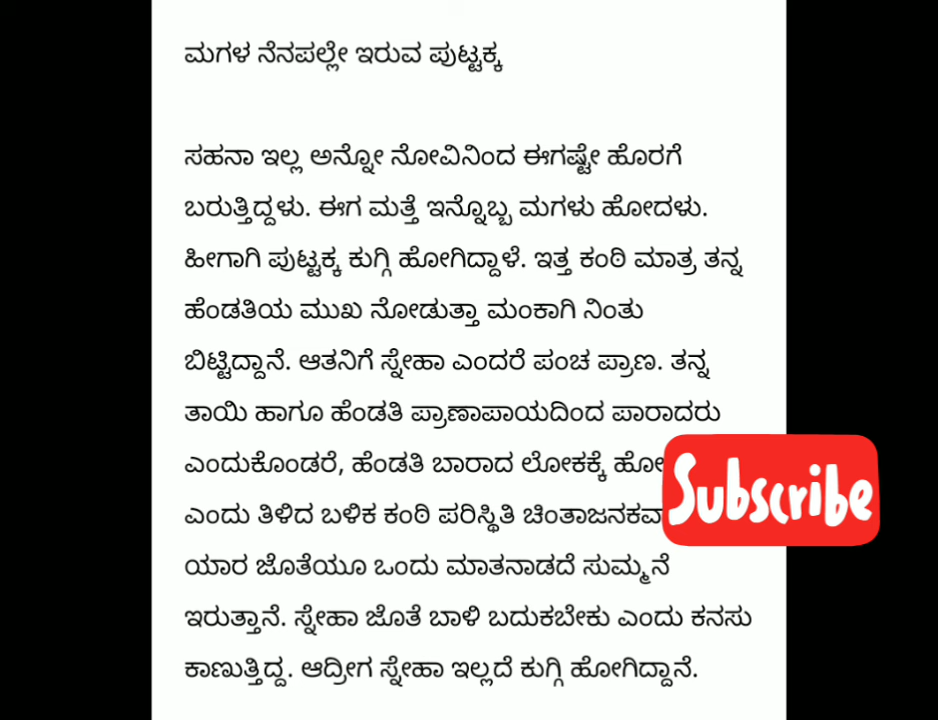 ಮಗಳ ನೆನಪಲ್ಲೇ ಇರುವ ಪುಟ್ಟಕ್ಕ
ಸಹನಾ ಇಲ್ಲ ಅನ್ನೋ ನೋವಿನಿಂದ ಈಗಷ್ಟೇ ಹೊರಗೆ
ಬರುತ್ತಿದ್ದಳು. ಈಗ ಮತ್ತೆ ಇನ್ನೊಬ್ಬ ಮಗಳು ಹೋದಳು.
ಹೀಗಾಗಿ ಪುಟ್ಟಕ್ಕ ಕುಗ್ಗಿ ಹೋಗಿದ್ದಾಳೆ. ಇತ್ತ ಕಂಠಿ ಮಾತ್ರ ತನ್ನ
ಹೆಂಡತಿಯ ಮುಖ ನೋಡುತ್ತಾ ಮಂಕಾಗಿ ನಿಂತು
ಬಿಟ್ಟಿದ್ದಾನೆ. ಆತನಿಗೆ ಸ್ನೇಹಾ ಎಂದರೆ ಪಂಚ ಪ್ರಾಣ. ತನ್ನ
ತಾಯಿ ಹಾಗೂ ಹೆಂಡತಿ ಪ್ರಾಣಾಪಾಯದಿಂದ ಪಾರಾದರು
ಎಂದುಕೊಂಡರೆ, ಹೆಂಡತಿ ಬಾರಾದ ಲೋಕಕ್ಕೆ
ಎಂದು ತಿಳಿದ ಬಳಿಕ ಕಂಠಿ ಪರಿಸ್ಥಿತಿ
Subscribe
ಯಾರ ಜೊತೆಯೂ ಒಂದು ಮಾತನಾಡದೆ ಸುಮ್ಮನೆ
ಇರುತ್ತಾನೆ. ಸ್ನೇಹಾ ಜೊತೆ ಬಾಳಿ ಬದುಕಬೇಕು ಎಂದು ಕನಸು
ಕಾಣುತ್ತಿದ್ದ. ಆದ್ರೀಗ ಸ್ನೇಹಾ ಇಲ್ಲದೆ ಕುಗ್ಗಿ ಹೋಗಿದ್ದಾನೆ.